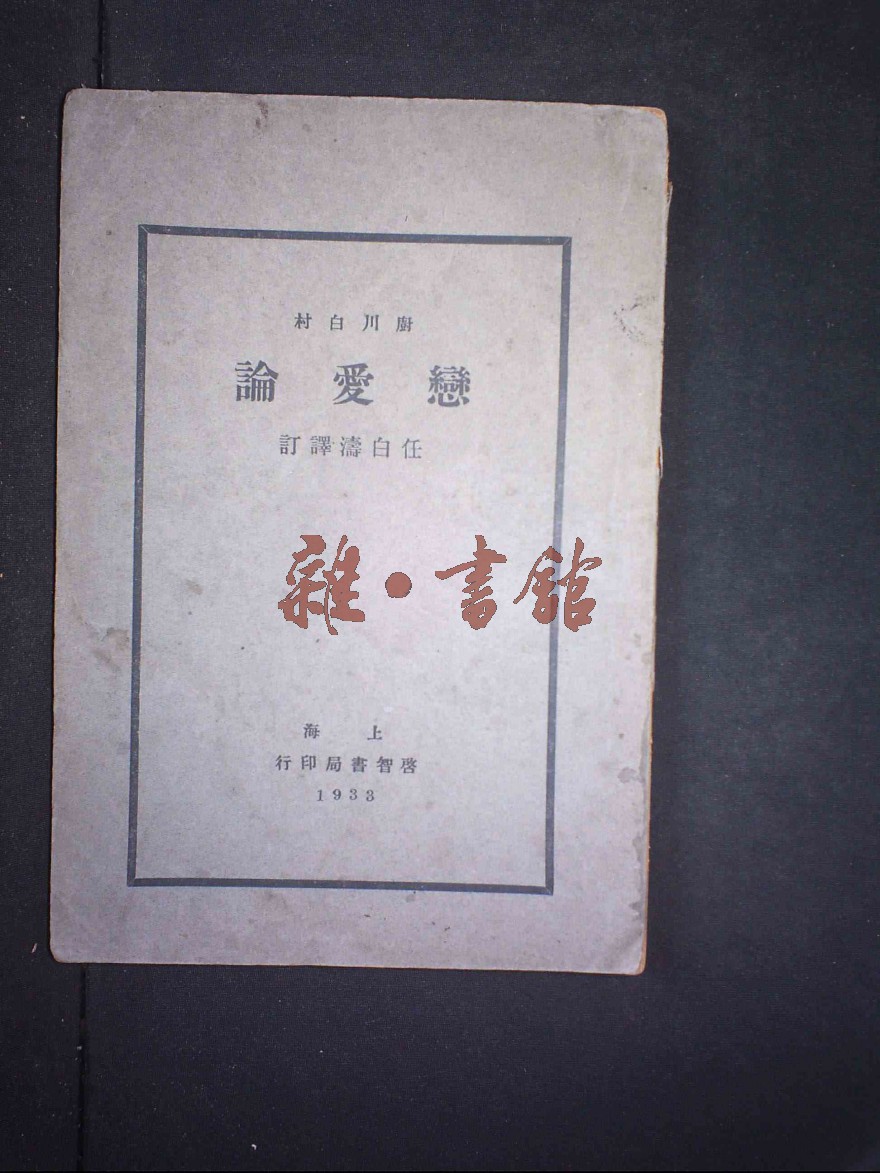 廚川白村
戀愛論
任白濤譯訂
雜·書館
上海
啓智書局印行
1933